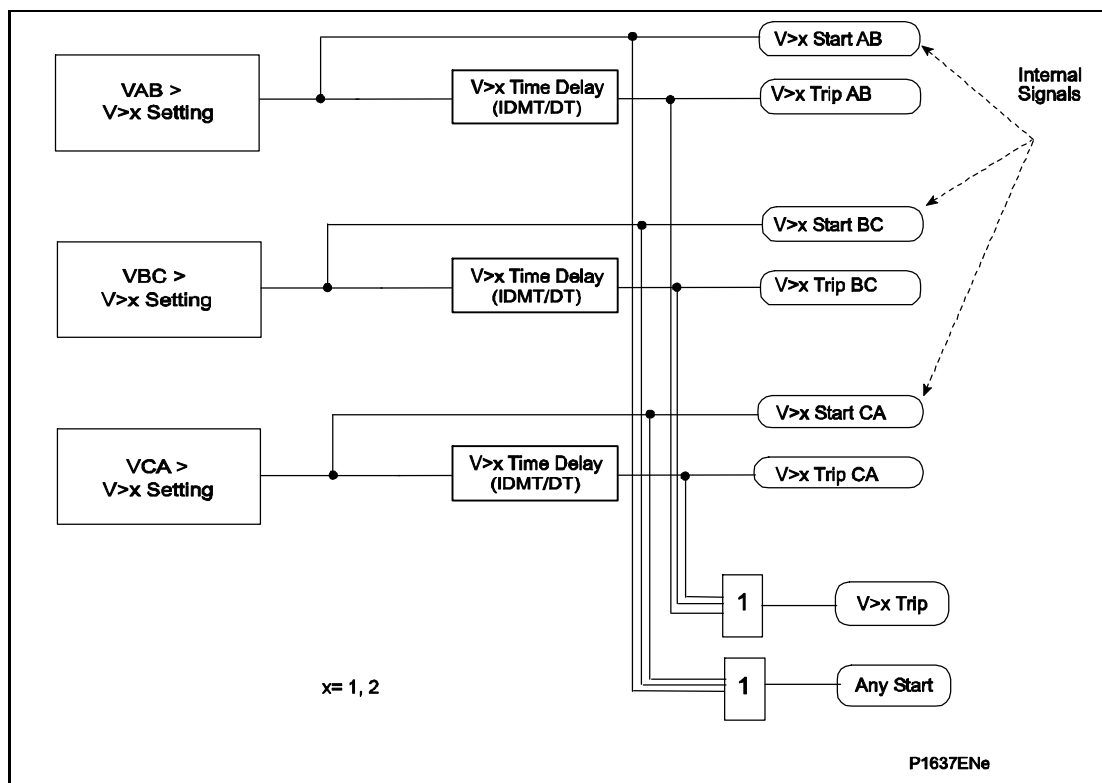 V>x Start AB
VAB >
V>x Setting
V>x Time Delay
(IDMT/DT)
V>x Trip AB
Internal
Signals
V>x Start BC
VBC >
V>x Setting
V>x Time Delay
(IDMT/DT)
V>x Trip BC
V>x Start CA
VCA >
V>x Setting
V>x Time Delay
(IDMT/DT)
V>x Trip CA
1
V>x Trip
x= 1, 2
1
Any Start
P1637ENe